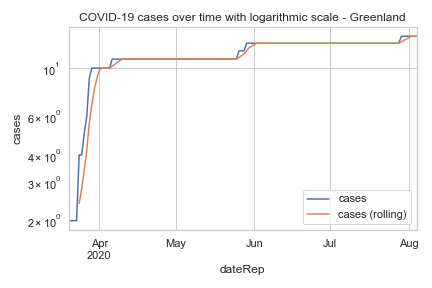 COVID-19 cases over time with logarithmic scale - Greenland
cases
10¹
6 × 10⁰
4 × 10⁰
3 × 10⁰
2 × 10⁰
cases
cases (rolling)
Apr May Jun Jul Aug
2020
dateRep